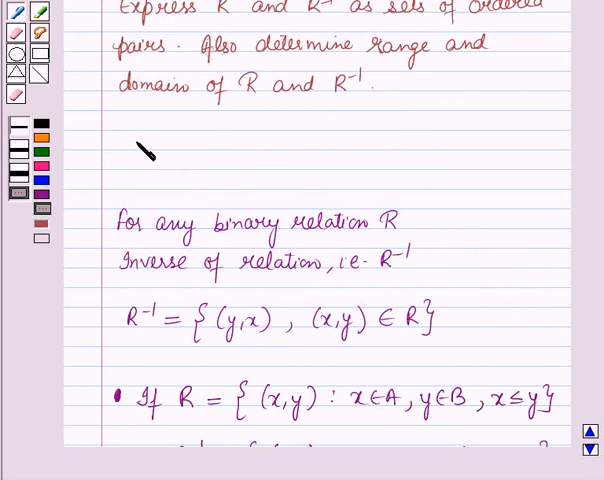 Express R and R⁻¹ as sets of ordered
pairs. Also determine range and
domain of R and R⁻¹.
For any binary relation R
Inverse of relation, i.e. R⁻¹
R⁻¹ = { (y,x) , (x,y) ∈ R}
• If R = { (x,y) : x∈A, y∈B, x≤y}